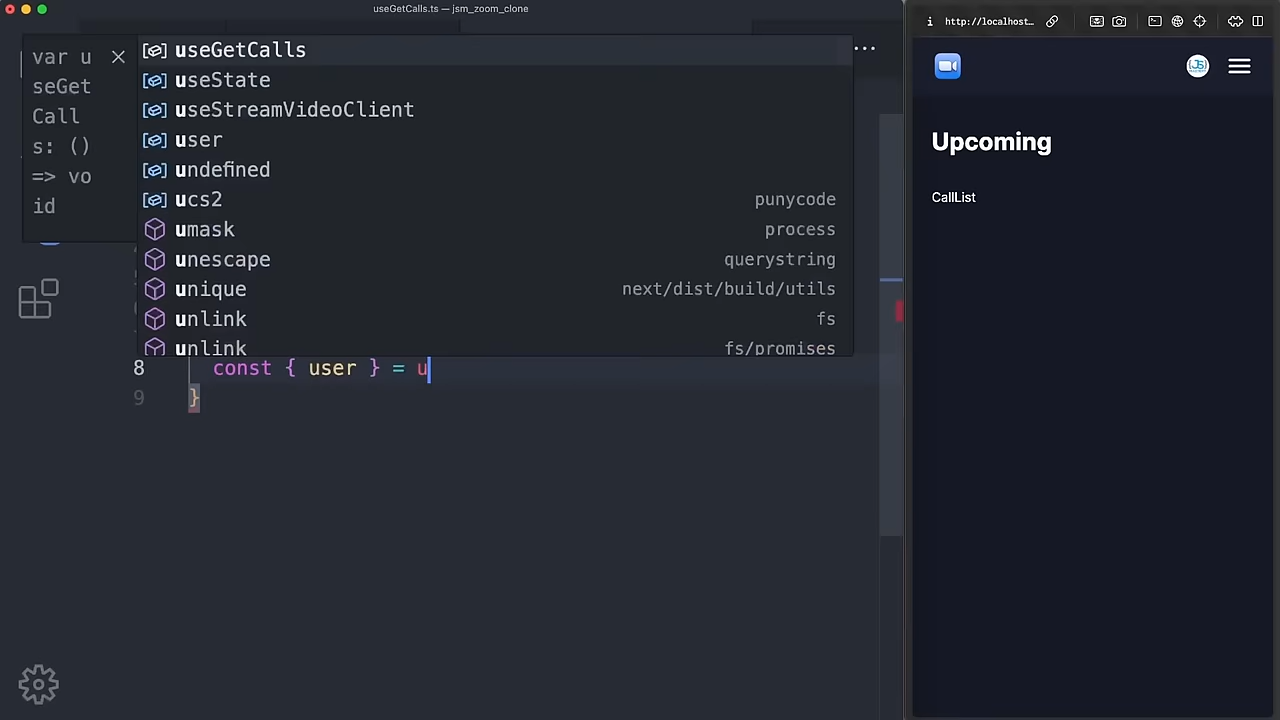 useGetCalls.ts — jsm_zoom_clone
var u
seGet
Call
s: ()
=> vo
id
useGetCalls
useState
useStreamVideoClient
user
undefined
ucs2 punycode
umask process
unescape querystring
unique next/dist/build/utils
unlink fs
unlink fs/promises
8 const { user } = u
9 }
http://localhost...
JS
Upcoming
CallList